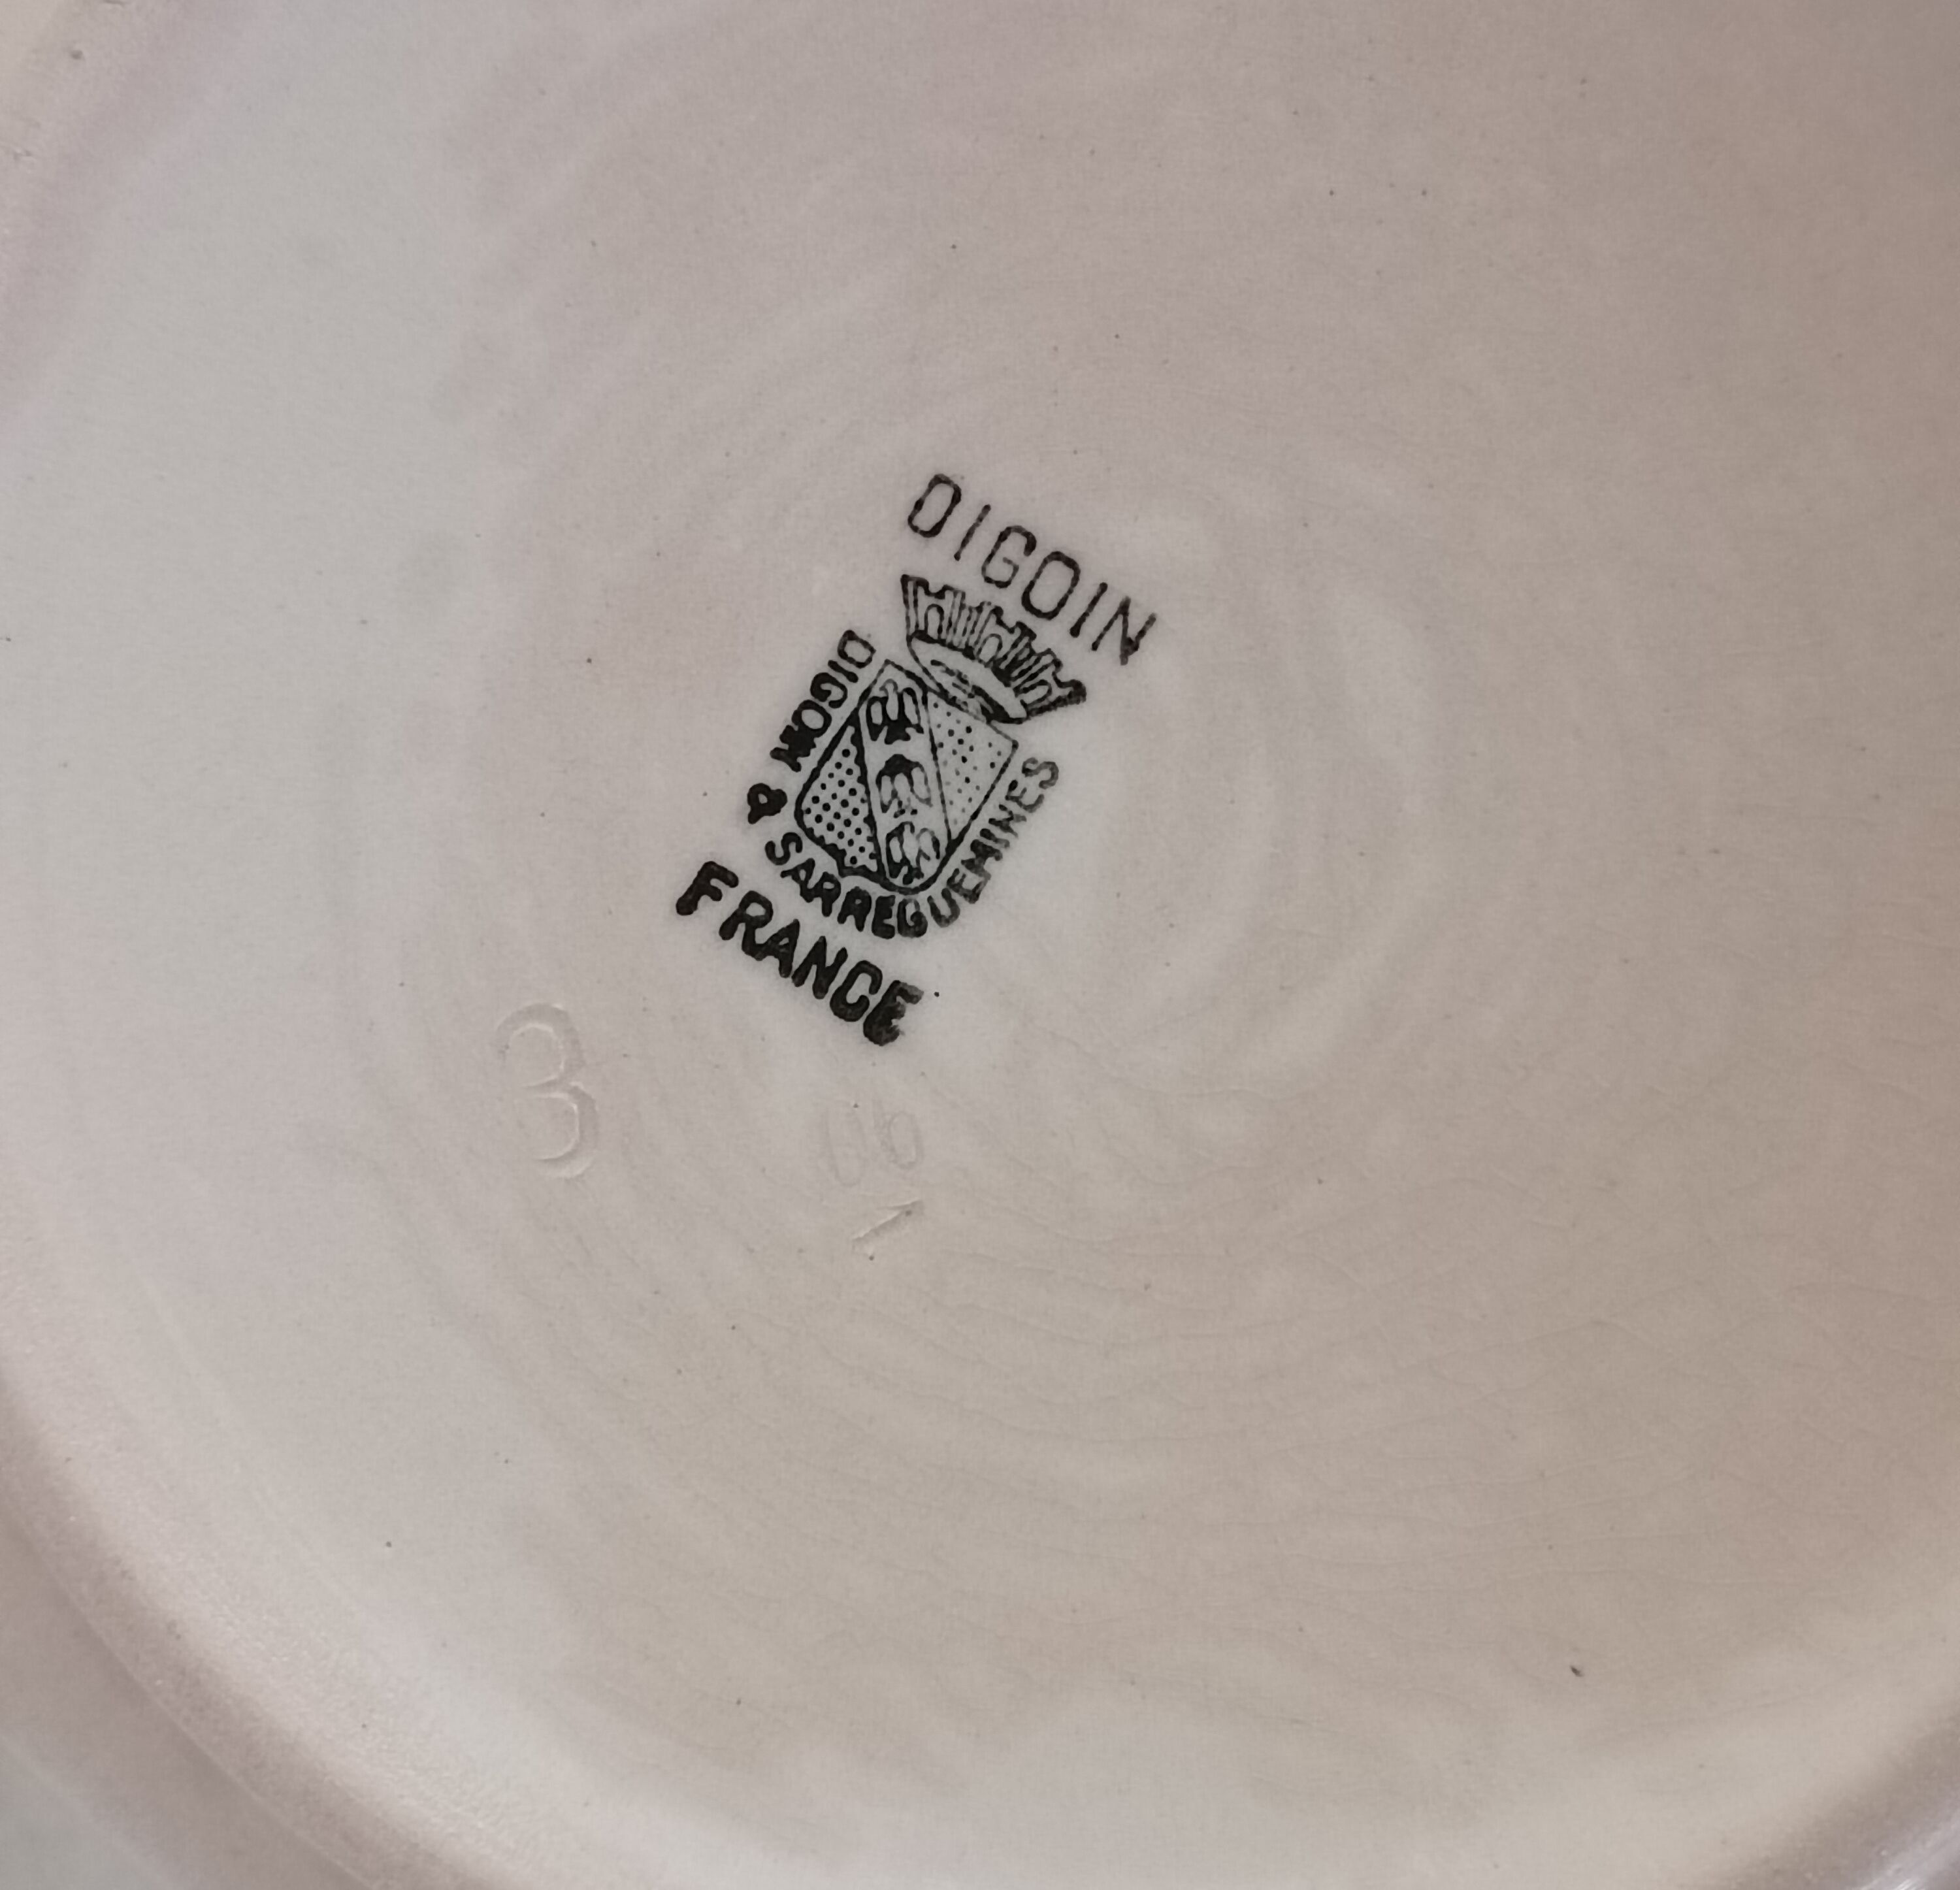 DIGOIN
DIGOIN & SARREGUEMINES
FRANCE
3